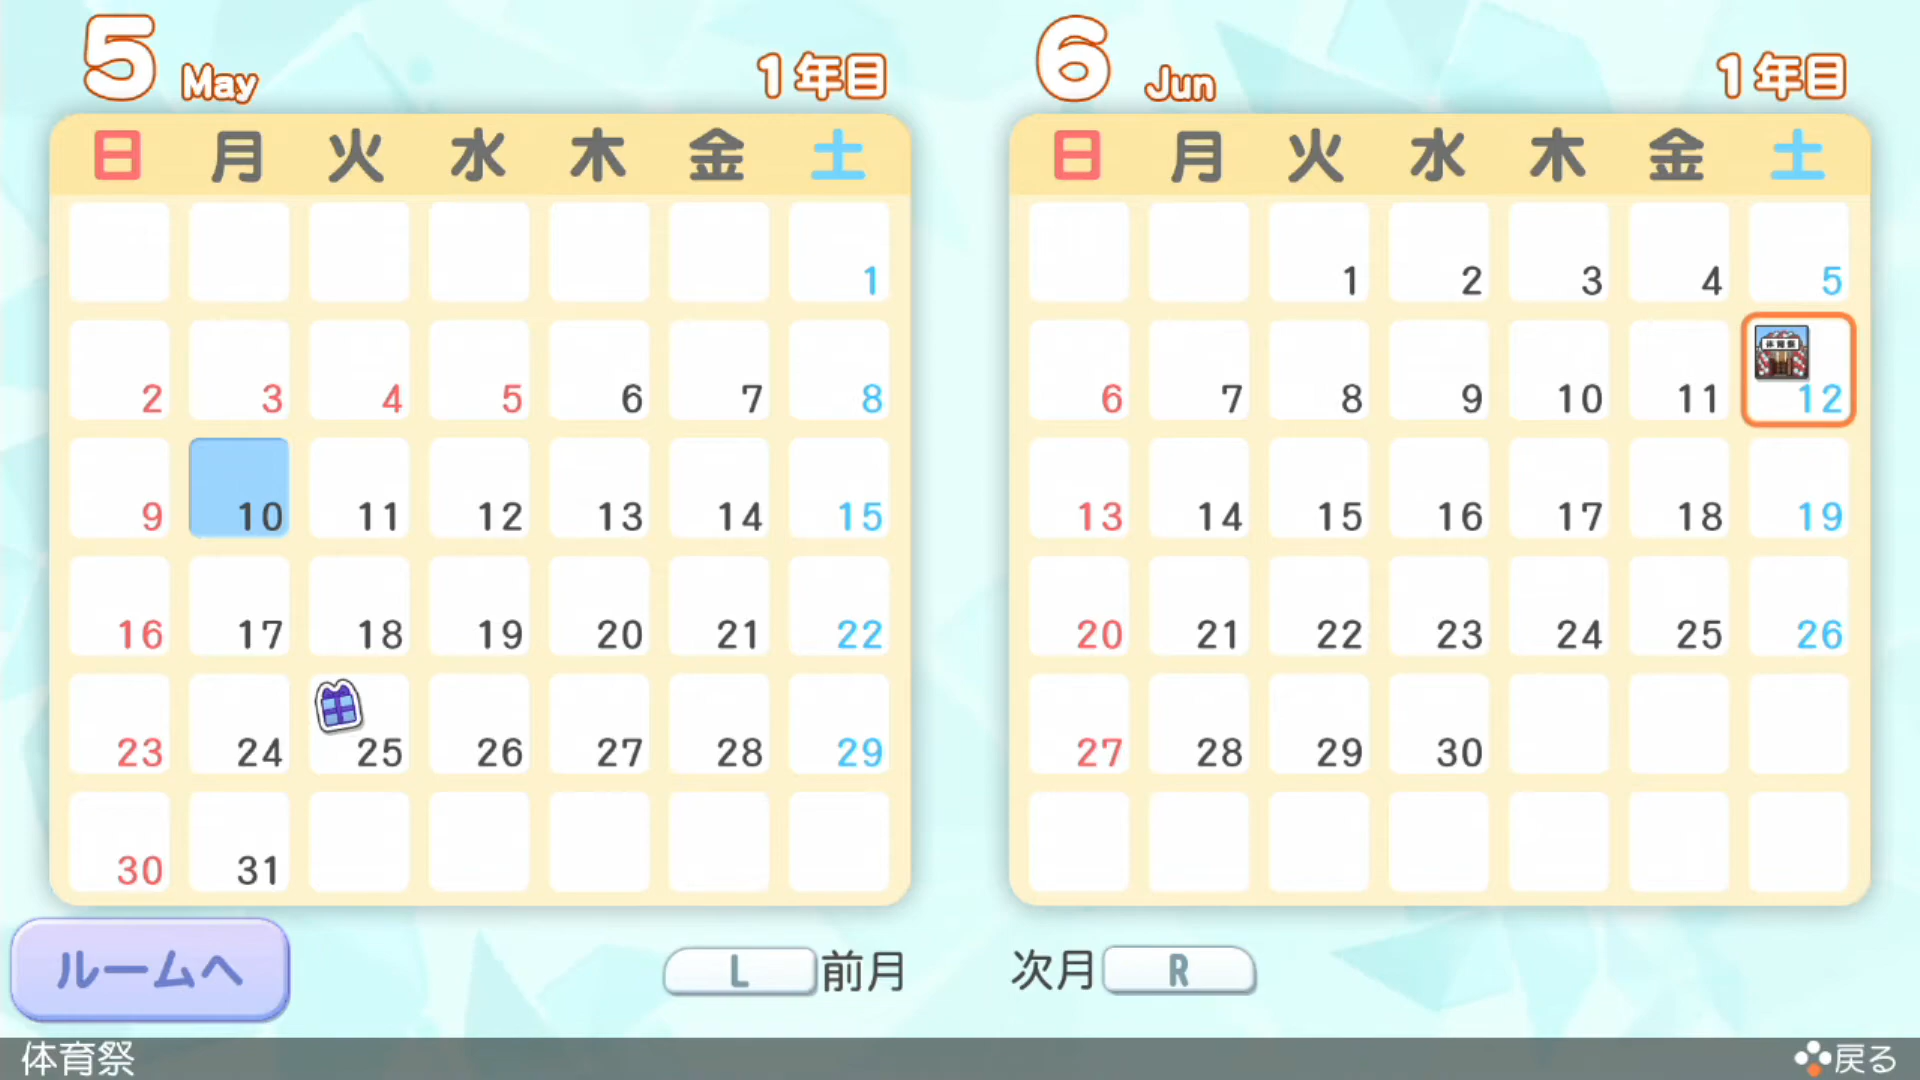 5 May 1年目
日 月 火 水 木 金 土
1
2 3 4 5 6 7 8
9 10 11 12 13 14 15
16 17 18 19 20 21 22
23 24 25 26 27 28 29
30 31
6 Jun 1年目
日 月 火 水 木 金 土
1 2 3 4 5
体育祭
6 7 8 9 10 11 12
13 14 15 16 17 18 19
20 21 22 23 24 25 26
27 28 29 30
ルームへ
L 前月
次月 R
体育祭
戻る